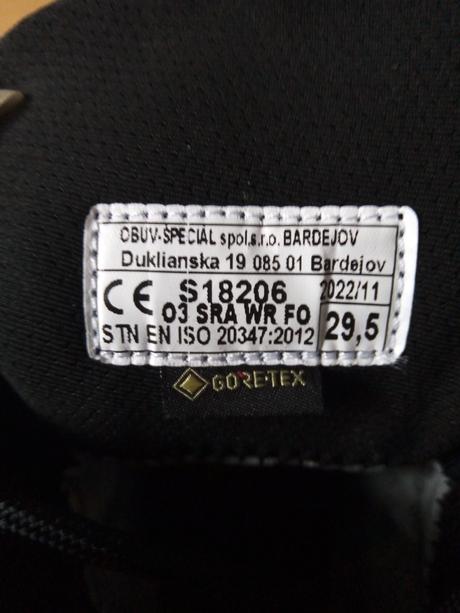 OBUV-SPECIAL spol.s.r.o. BARDEJOV
Duklianska 19 085 01 Bardejov
CE S18206 2022/11
O3 SRA WR FO
STN EN ISO 20347:2012 29,5
GORE-TEX